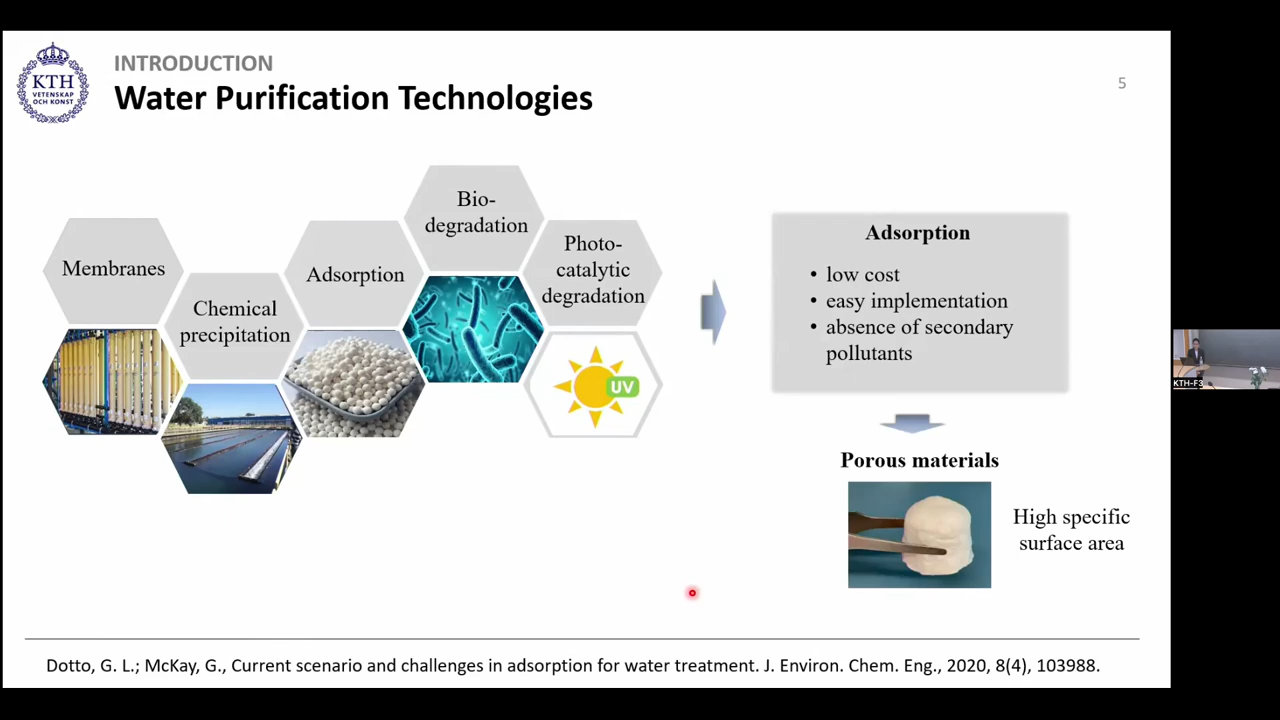 KTH
VETENSKAP
OCH KONST
INTRODUCTION
Water Purification Technologies
5
Membranes
Chemical
precipitation
Adsorption
Bio-
degradation
Photo-
catalytic
degradation
UV
Adsorption
• low cost
• easy implementation
• absence of secondary
pollutants
Porous materials
High specific
surface area
KTH-F3
Dotto, G. L.; McKay, G., Current scenario and challenges in adsorption for water treatment. J. Environ. Chem. Eng., 2020, 8(4), 103988.